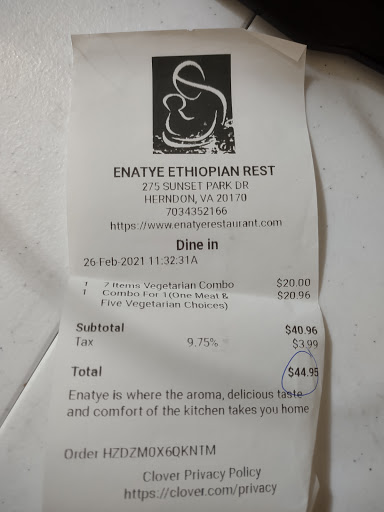 ENATYE ETHIOPIAN REST
275 SUNSET PARK DR
HERNDON, VA 20170
7034352166
https://www.enatyerestaurant.com
Dine in
26-Feb-2021 11:32:31A
1 7 Items Vegetarian Combo $20.00
1 Combo For 1(One Meat & $20.96
Five Vegetarian Choices)
Subtotal $40.96
Tax 9.75% $3.99
Total $44.95
Enatye is where the aroma, delicious taste
and comfort of the kitchen takes you home
Order HZDZM0X6QKNTM
Clover Privacy Policy
https://clover.com/privacy